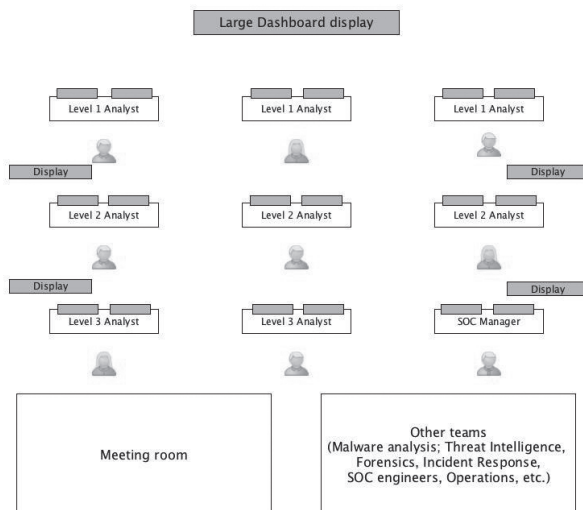 Large Dashboard display
Level 1 Analyst
Level 1 Analyst
Level 1 Analyst
Display
Display
Level 2 Analyst
Level 2 Analyst
Level 2 Analyst
Display
Display
Level 3 Analyst
Level 3 Analyst
SOC Manager
Meeting room
Other teams
(Malware analysis; Threat Intelligence,
Forensics, Incident Response,
SOC engineers, Operations, etc.)